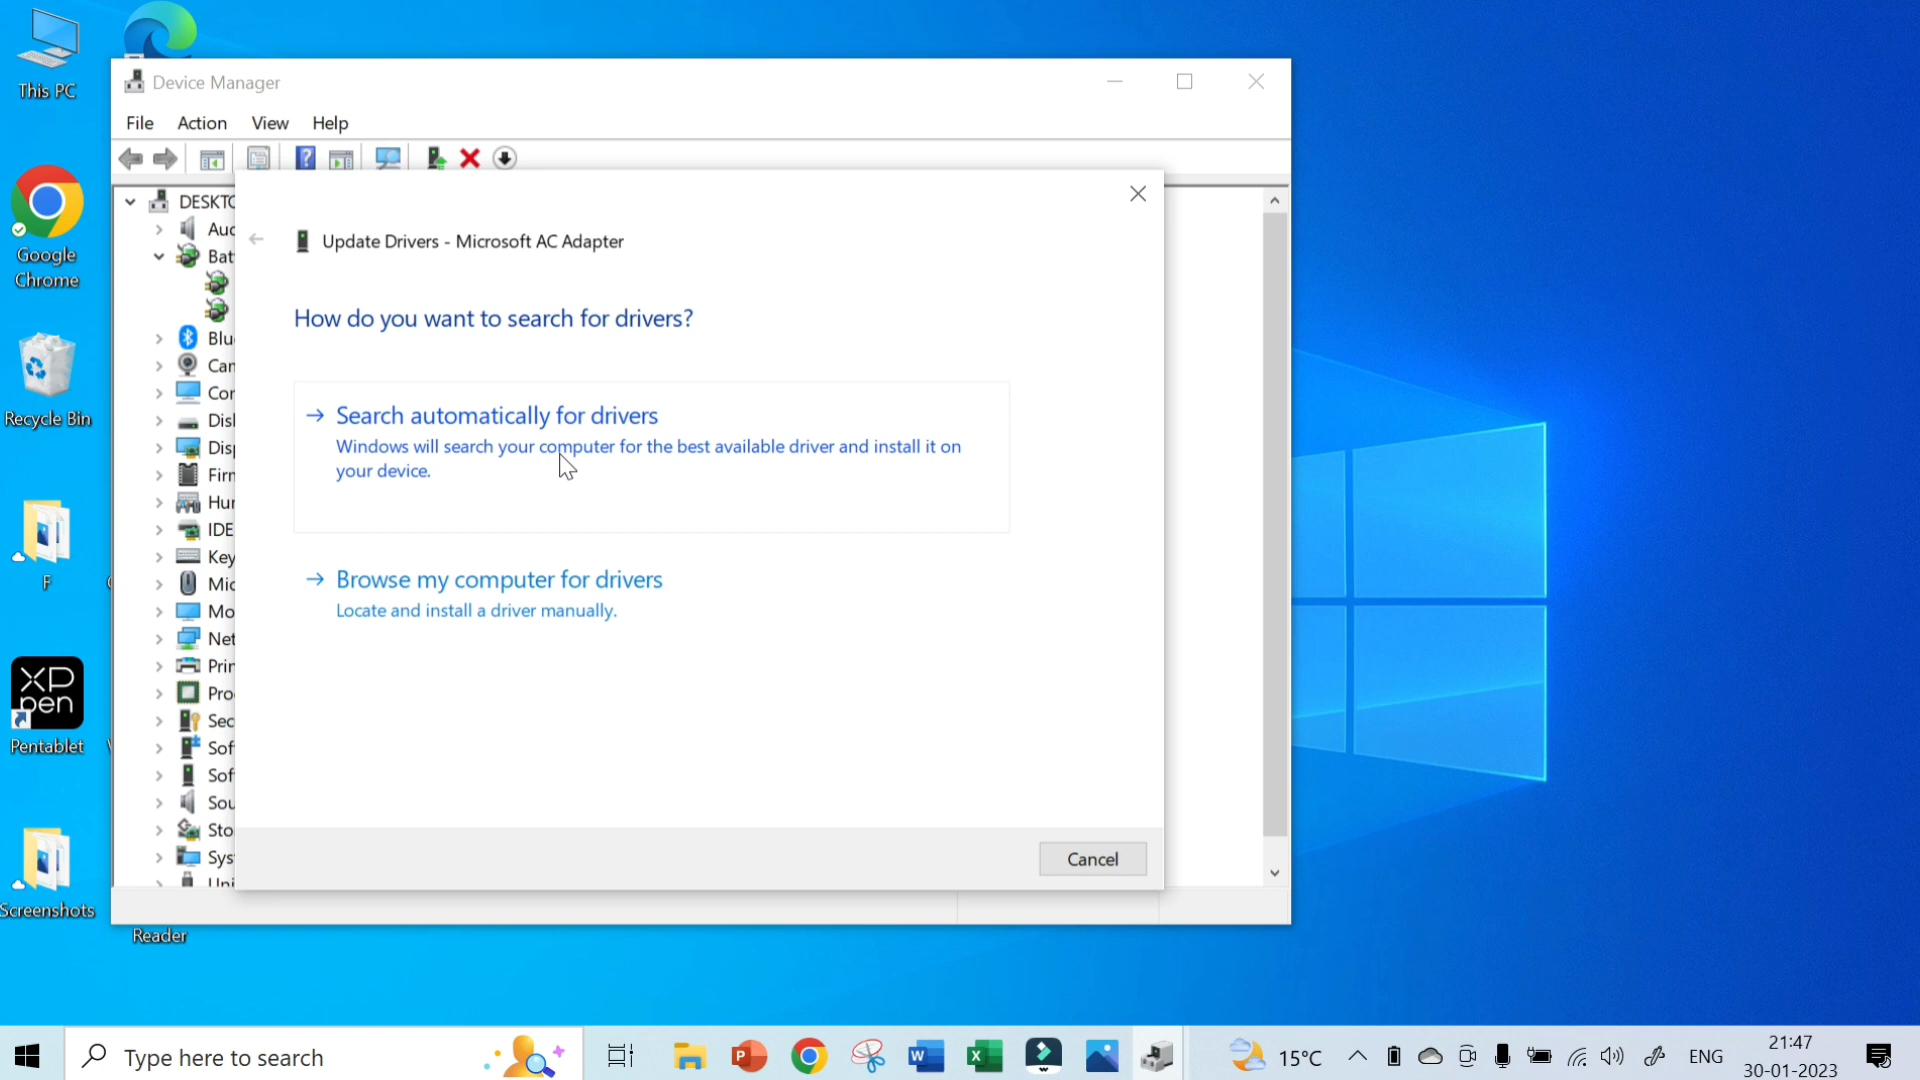 This PC
Google
Chrome
Recycle Bin
F
XP
pen
Pentablet
Screenshots
Reader
Device Manager
File Action View Help
DESKTO
Aud
Bat
Blu
Can
Cor
Disk
Disp
Firn
Hur
IDE
Key
Mic
Mo
Net
Prin
Pro
Sec
Sof
Sof
Sou
Sto
Sys
Uni
Update Drivers - Microsoft AC Adapter
How do you want to search for drivers?
→ Search automatically for drivers
Windows will search your computer for the best available driver and install it on
your device.
→ Browse my computer for drivers
Locate and install a driver manually.
Cancel
Type here to search
15°C
ENG
21:47
30-01-2023